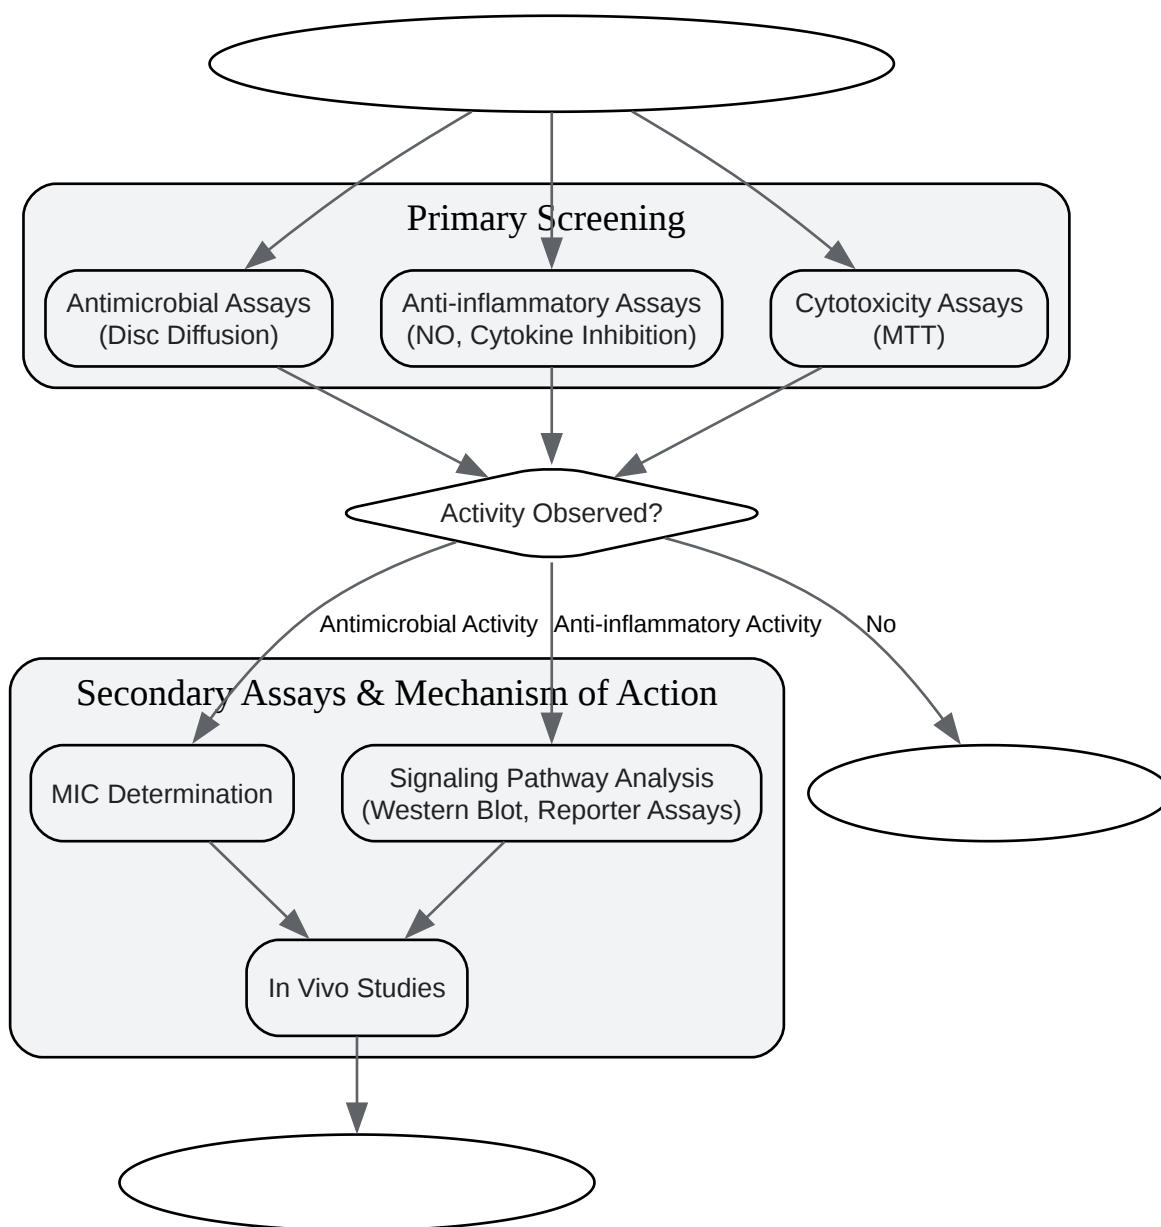 Primary Screening
Antimicrobial Assays
(Disc Diffusion)
Anti-inflammatory Assays
(NO, Cytokine Inhibition)
Cytotoxicity Assays
(MTT)
Activity Observed?
Antimicrobial Activity
Anti-inflammatory Activity
No
Secondary Assays & Mechanism of Action
MIC Determination
Signaling Pathway Analysis
(Western Blot, Reporter Assays)
In Vivo Studies